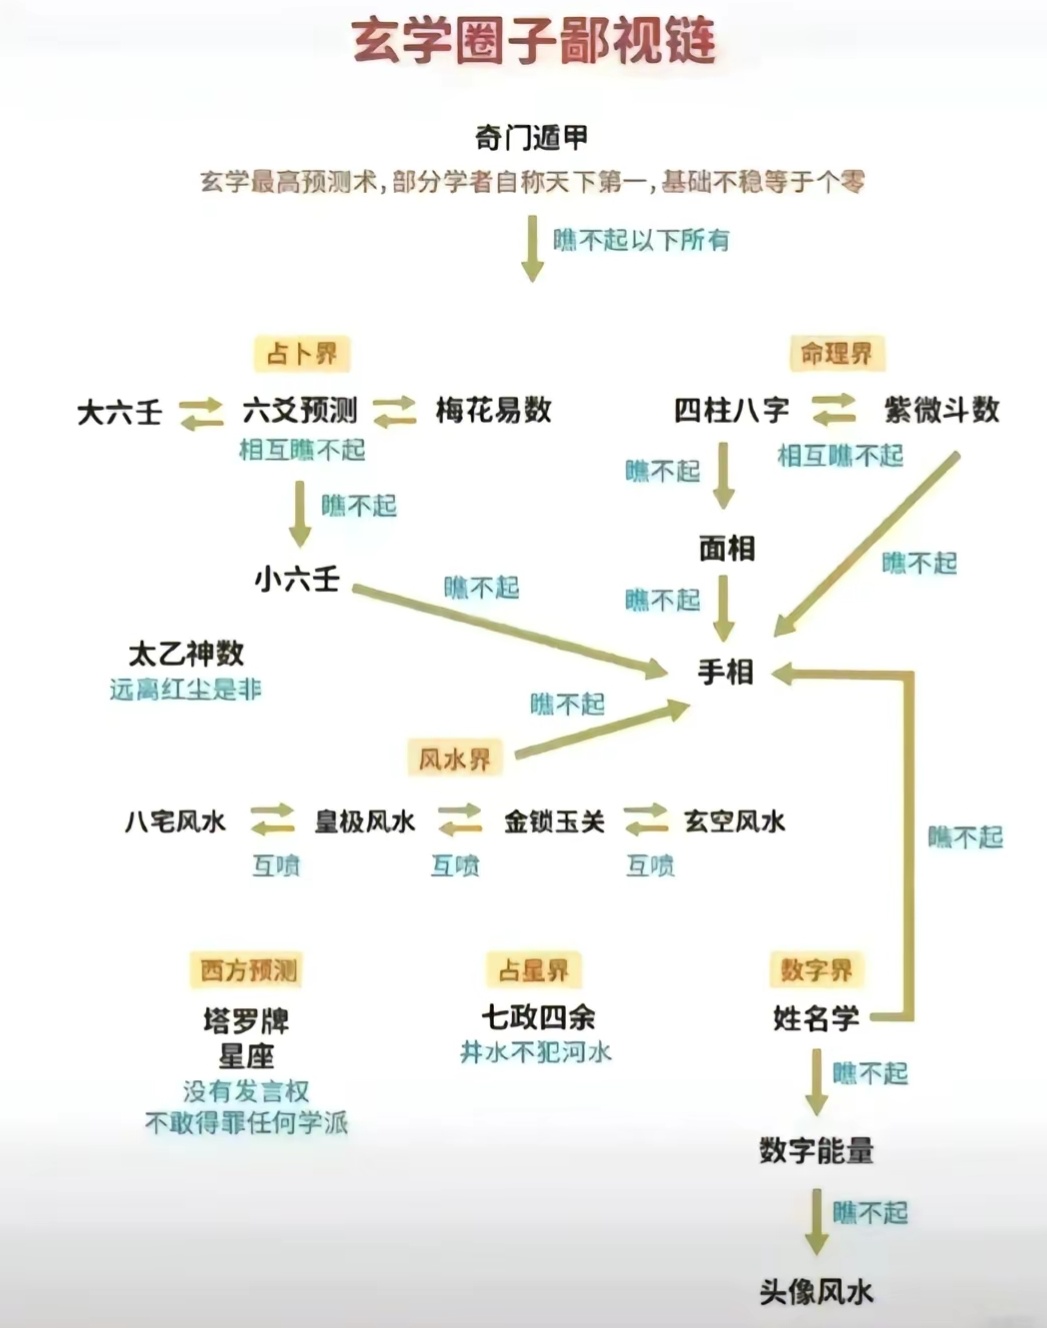 玄学圈子鄙视链
奇门遁甲
玄学最高预测术,部分学者自称天下第一,基础不稳等于个零
瞧不起以下所有
占卜界
命理界
大六壬
六爻预测
梅花易数
四柱八字
紫微斗数
相互瞧不起
瞧不起
相互瞧不起
瞧不起
面相
瞧不起
小六壬
瞧不起
瞧不起
太乙神数
远离红尘是非
手相
瞧不起
风水界
八宅风水
皇极风水
金锁玉关
玄空风水
瞧不起
互喷
互喷
互喷
西方预测
占星界
数字界
塔罗牌
星座
七政四余
姓名学
没有发言权
不敢得罪任何学派
井水不犯河水
瞧不起
数字能量
瞧不起
头像风水